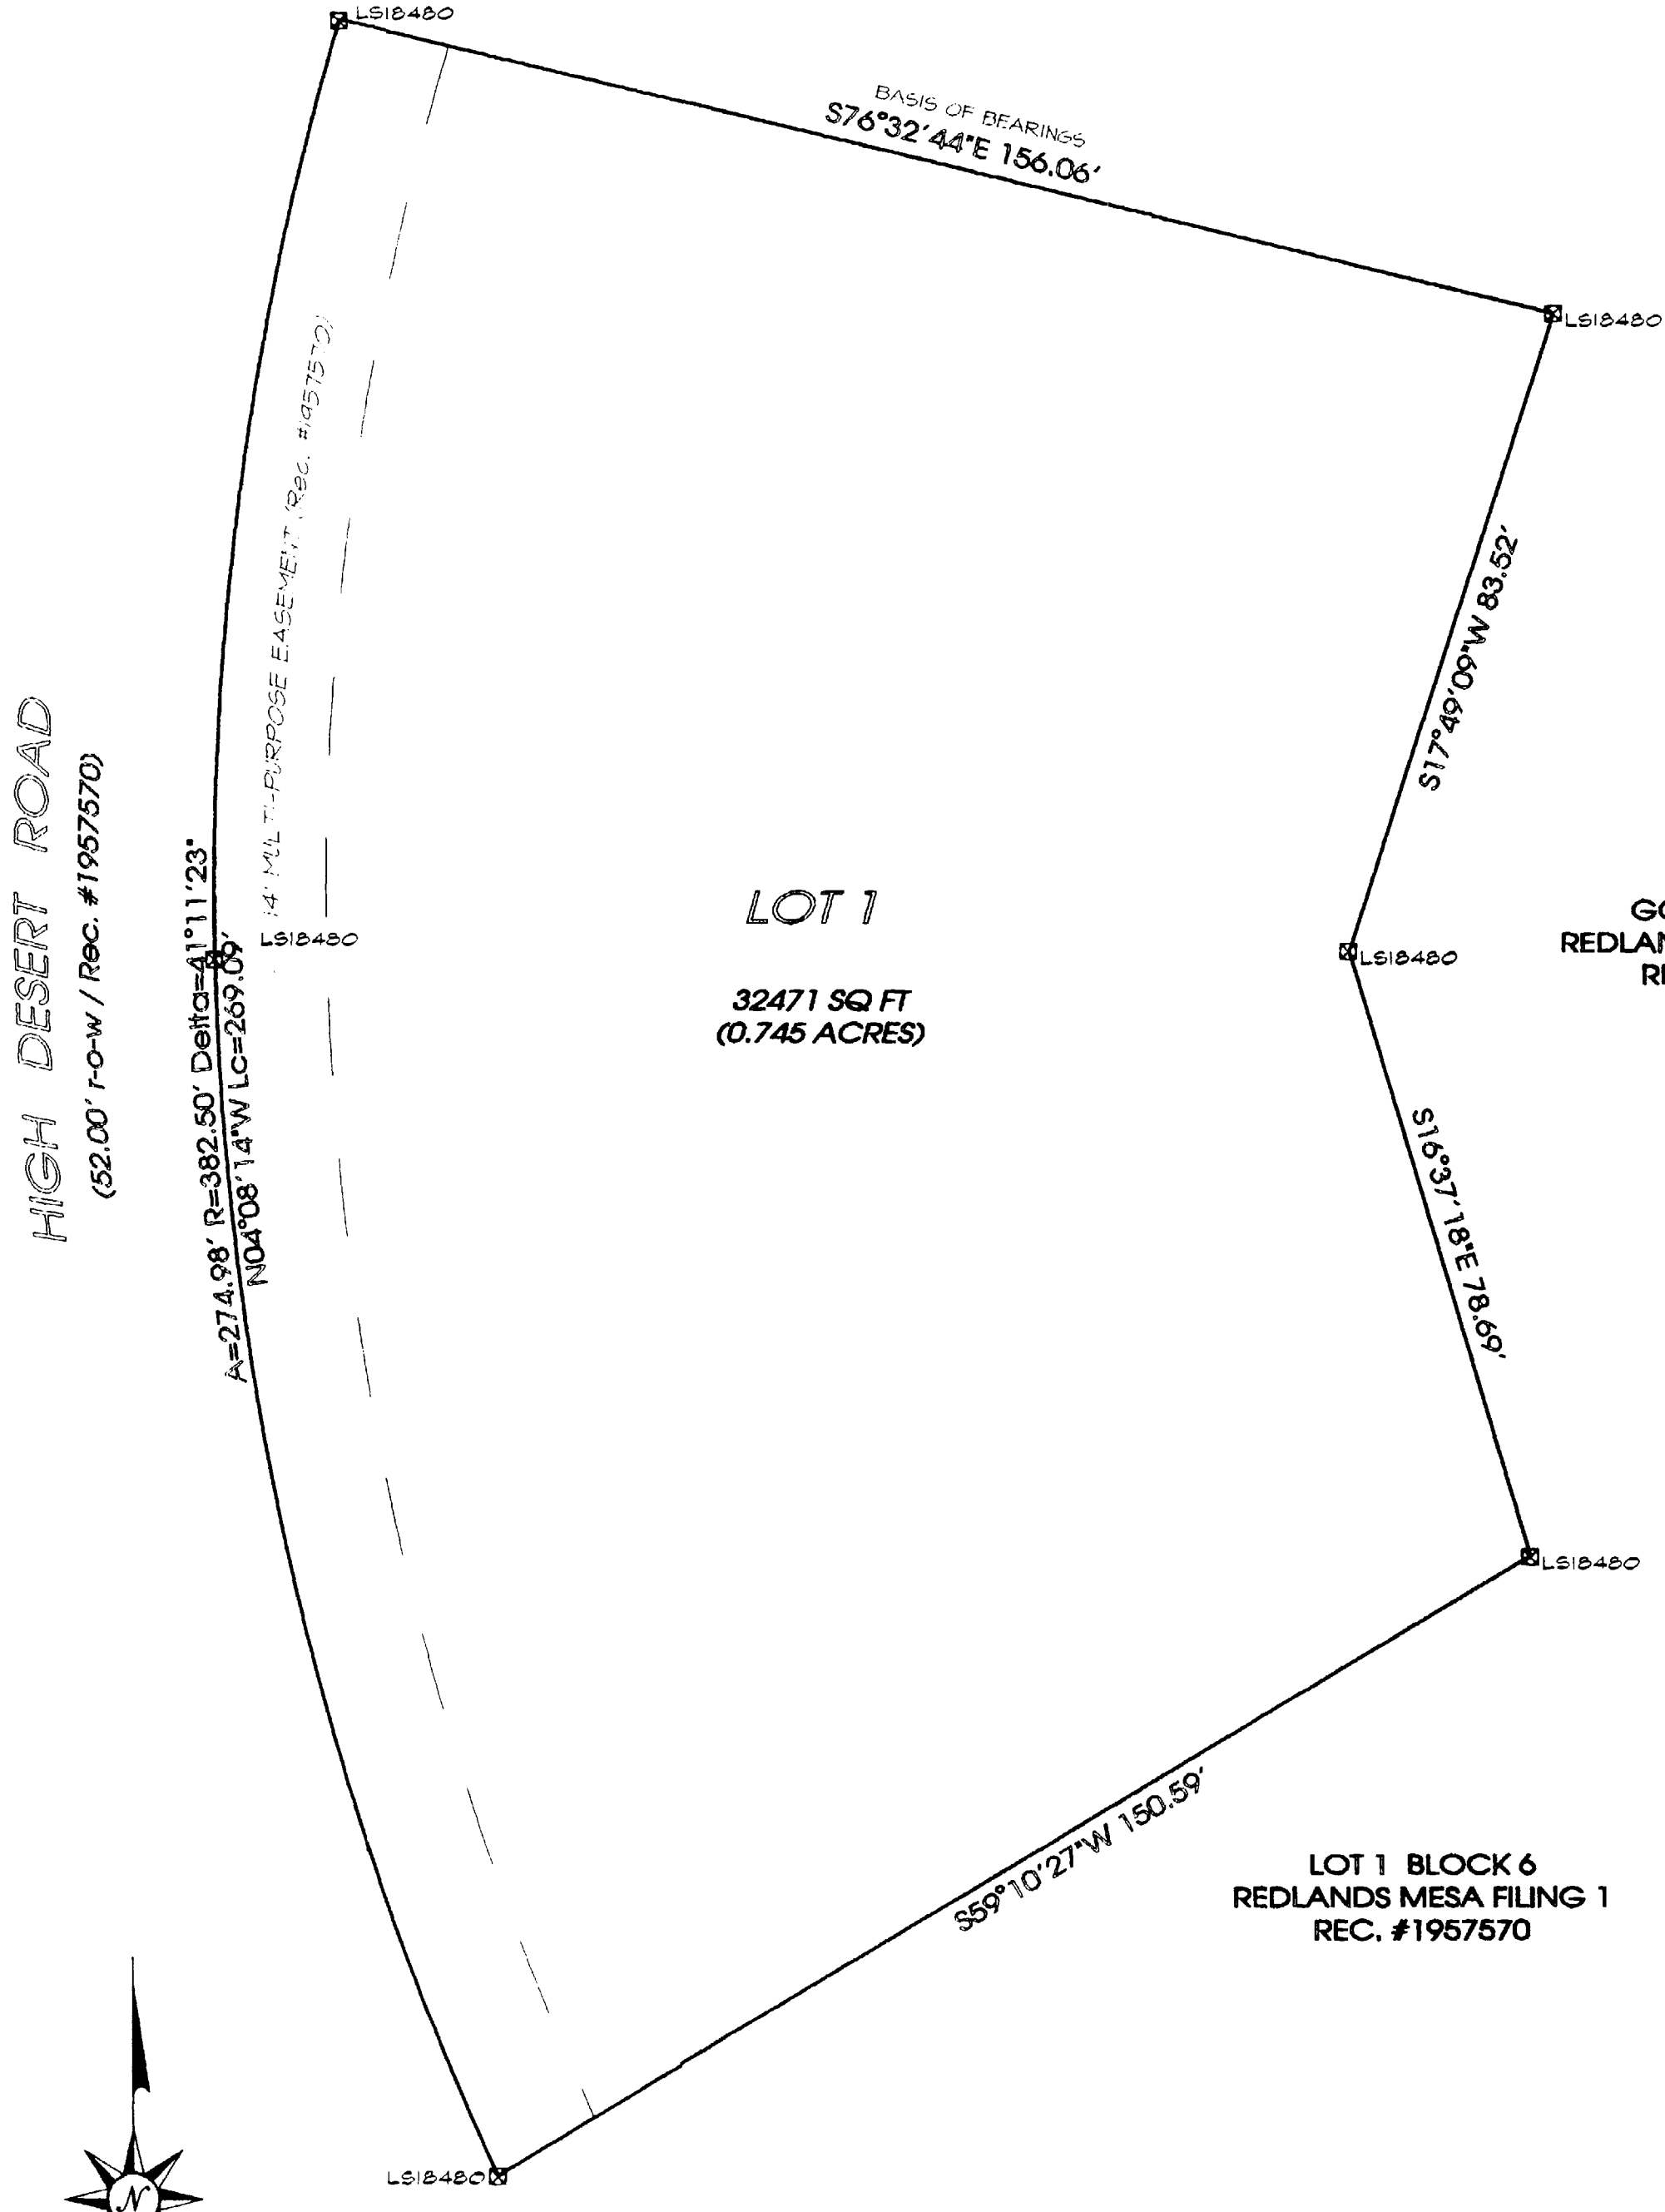 LS18480
BASIS OF BEARINGS
S76°32'44"E 156.06'
LS18480
14' MULTI-PURPOSE EASEMENT (Rec. #1957570)
S17°49'09"W 83.52'
HIGH DESERT ROAD
(52.00' r-o-w / Rec. #1957570)
LOT 1
32471 SQ FT
(0.745 ACRES)
LS18480
LS18480
GO
REDLAN
RE
A=274.98' R=382.50' Delta=41°11'23"
N04°08'14"W Lc=269.09'
S16°37'18"E 78.69'
LS18480
S59°10'27"W 150.59'
LOT 1 BLOCK 6
REDLANDS MESA FILING 1
REC. #1957570
LS18480
N